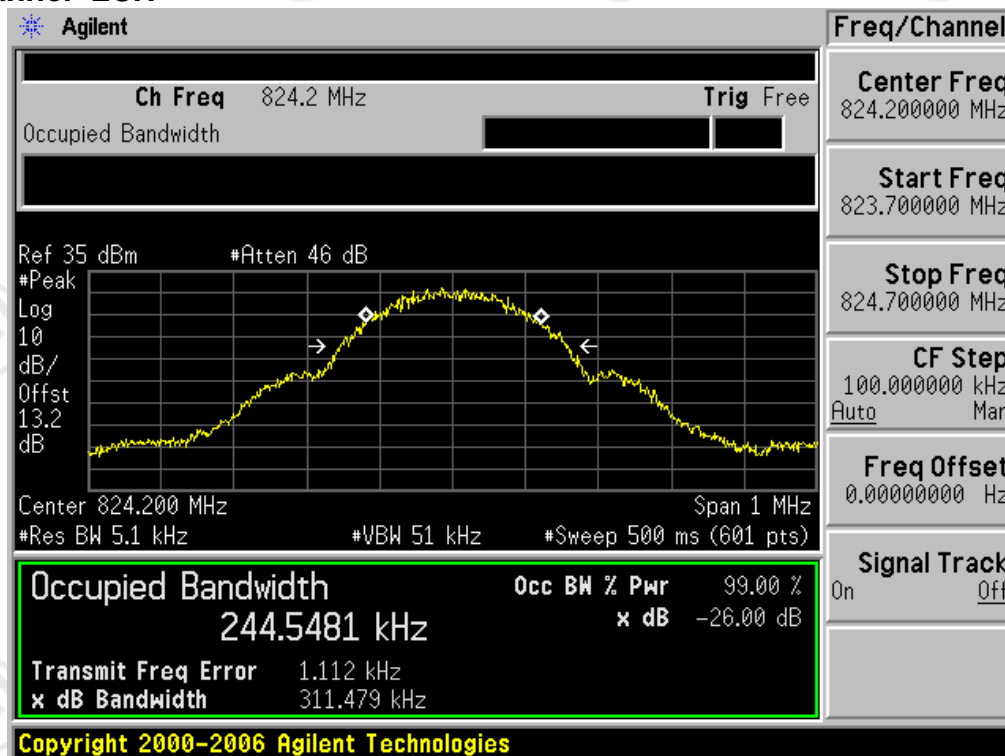 Agilent
Freq/Channel
Ch Freq 824.2 MHz Trig Free
Occupied Bandwidth
Center Freq
824.200000 MHz
Start Freq
823.700000 MHz
Stop Freq
824.700000 MHz
CF Step
100.000000 kHz
Auto Man
Freq Offset
0.00000000 Hz
Signal Track
On Off
Ref 35 dBm #Atten 46 dB
#Peak
Log
10
dB/
Offst
13.2
dB
Center 824.200 MHz Span 1 MHz
#Res BW 5.1 kHz #VBW 51 kHz #Sweep 500 ms (601 pts)
Occupied Bandwidth
244.5481 kHz
Occ BW % Pwr 99.00 %
x dB -26.00 dB
Transmit Freq Error 1.112 kHz
x dB Bandwidth 311.479 kHz
Copyright 2000-2006 Agilent Technologies